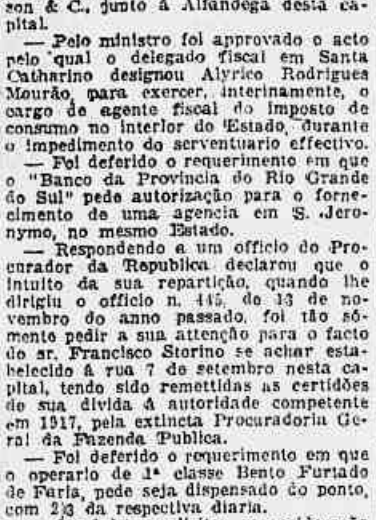 son & C., junto á Alfandega desta ca-
pital.
— Pelo ministro foi approvado o acto
pelo qual o delegado fiscal em Santa
Catharino designou Alyrico Rodrigues
Mourão, para exercer, interinamente, o
cargo de agente fiscal do imposto de
consumo no interior do Estado, durante
o impedimento do serventuario effectivo.
— Foi deferido o requerimento em que
o "Banco da Provincia do Rio Grande
do Sul" pede autorização para o forne-
cimento de uma agencia em S. Jero-
nymo, no mesmo Estado.
— Respondendo a um officio do Pro-
curador da Republica declarou que o
intuito da sua repartição, quando lhe
dirigiu o officio n. 445, de 13 de no-
vembro do anno passado, foi tão só-
mento pedir a sua attenção para o facto
de sr. Francisco Storino se achar esta-
belecido á rua 7 de setembro nesta ca-
pital, tendo sido remettidas as certidões
de sua divida á autoridade competente
em 1917, pela extincta Procuradoria Ge-
ral da Fazenda Publica.
— Foi deferido o requerimento em que
o operario de 1ª classe Bento Furtado
de Faria, pede seja dispensado do ponto,
com 2|3 da respectiva diaria.